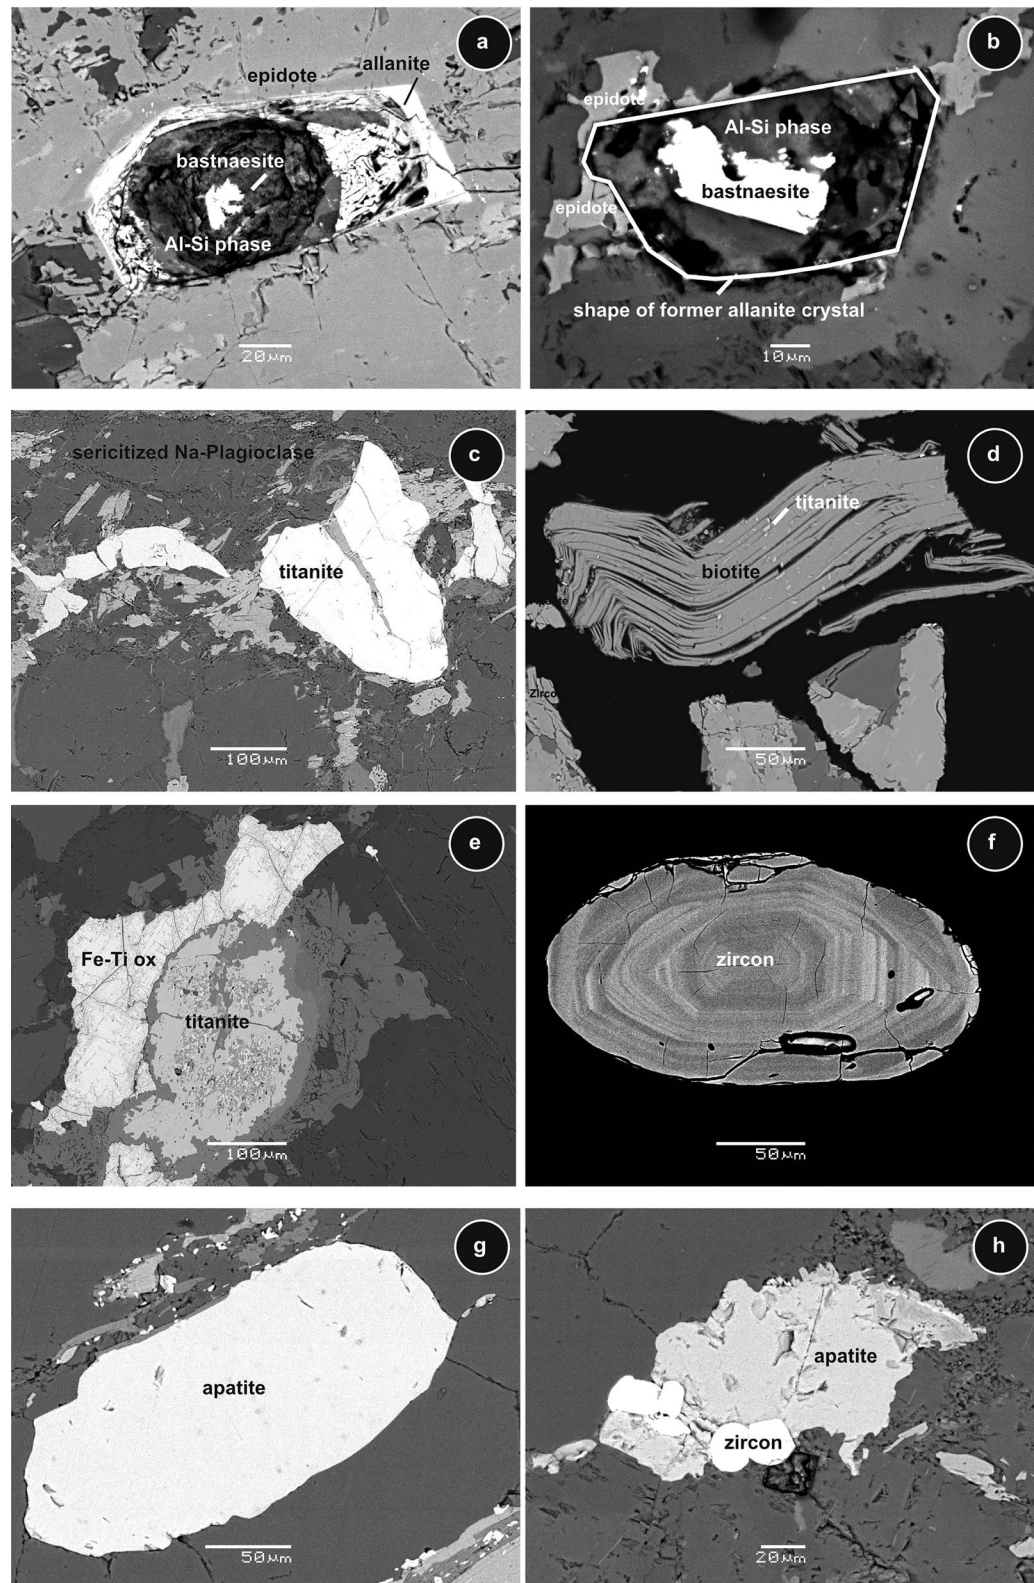 a
epidote
allanite
bastnaesite
Al-Si phase
20µm
b
epidote
Al-Si phase
bastnaesite
epidote
shape of former allanite crystal
10µm
c
sericitized Na-Plagioclase
titanite
100µm
d
titanite
biotite
Zirco
50µm
e
Fe-Ti ox
titanite
100µm
f
zircon
50µm
g
apatite
50µm
h
apatite
zircon
20µm